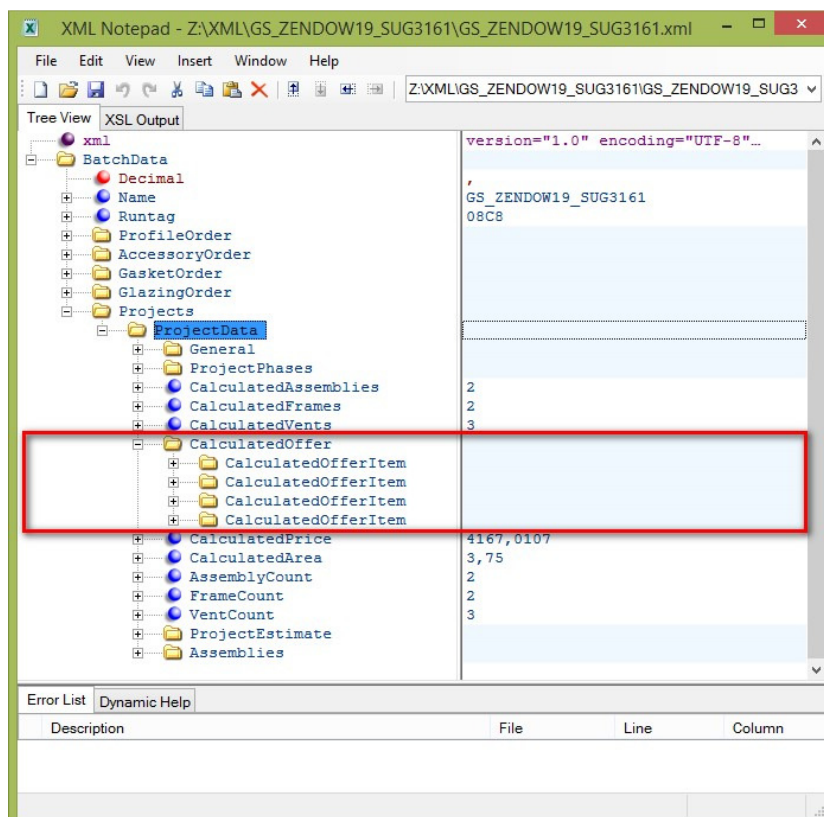 XML Notepad - Z:\XML\GS_ZENDOW19_SUG3161\GS_ZENDOW19_SUG3161.xml
File Edit View Insert Window Help
Z:\XML\GS_ZENDOW19_SUG3161\GS_ZENDOW19_SUG3
Tree View XSL Output
xml version="1.0" encoding="UTF-8"…
BatchData
Decimal ,
Name GS_ZENDOW19_SUG3161
Runtag 08C8
ProfileOrder
AccessoryOrder
GasketOrder
GlazingOrder
Projects
ProjectData
General
ProjectPhases
CalculatedAssemblies 2
CalculatedFrames 2
CalculatedVents 3
CalculatedOffer
CalculatedOfferItem
CalculatedOfferItem
CalculatedOfferItem
CalculatedOfferItem
CalculatedPrice 4167,0107
CalculatedArea 3,75
AssemblyCount 2
FrameCount 2
VentCount 3
ProjectEstimate
Assemblies
Error List Dynamic Help
Description File Line Column